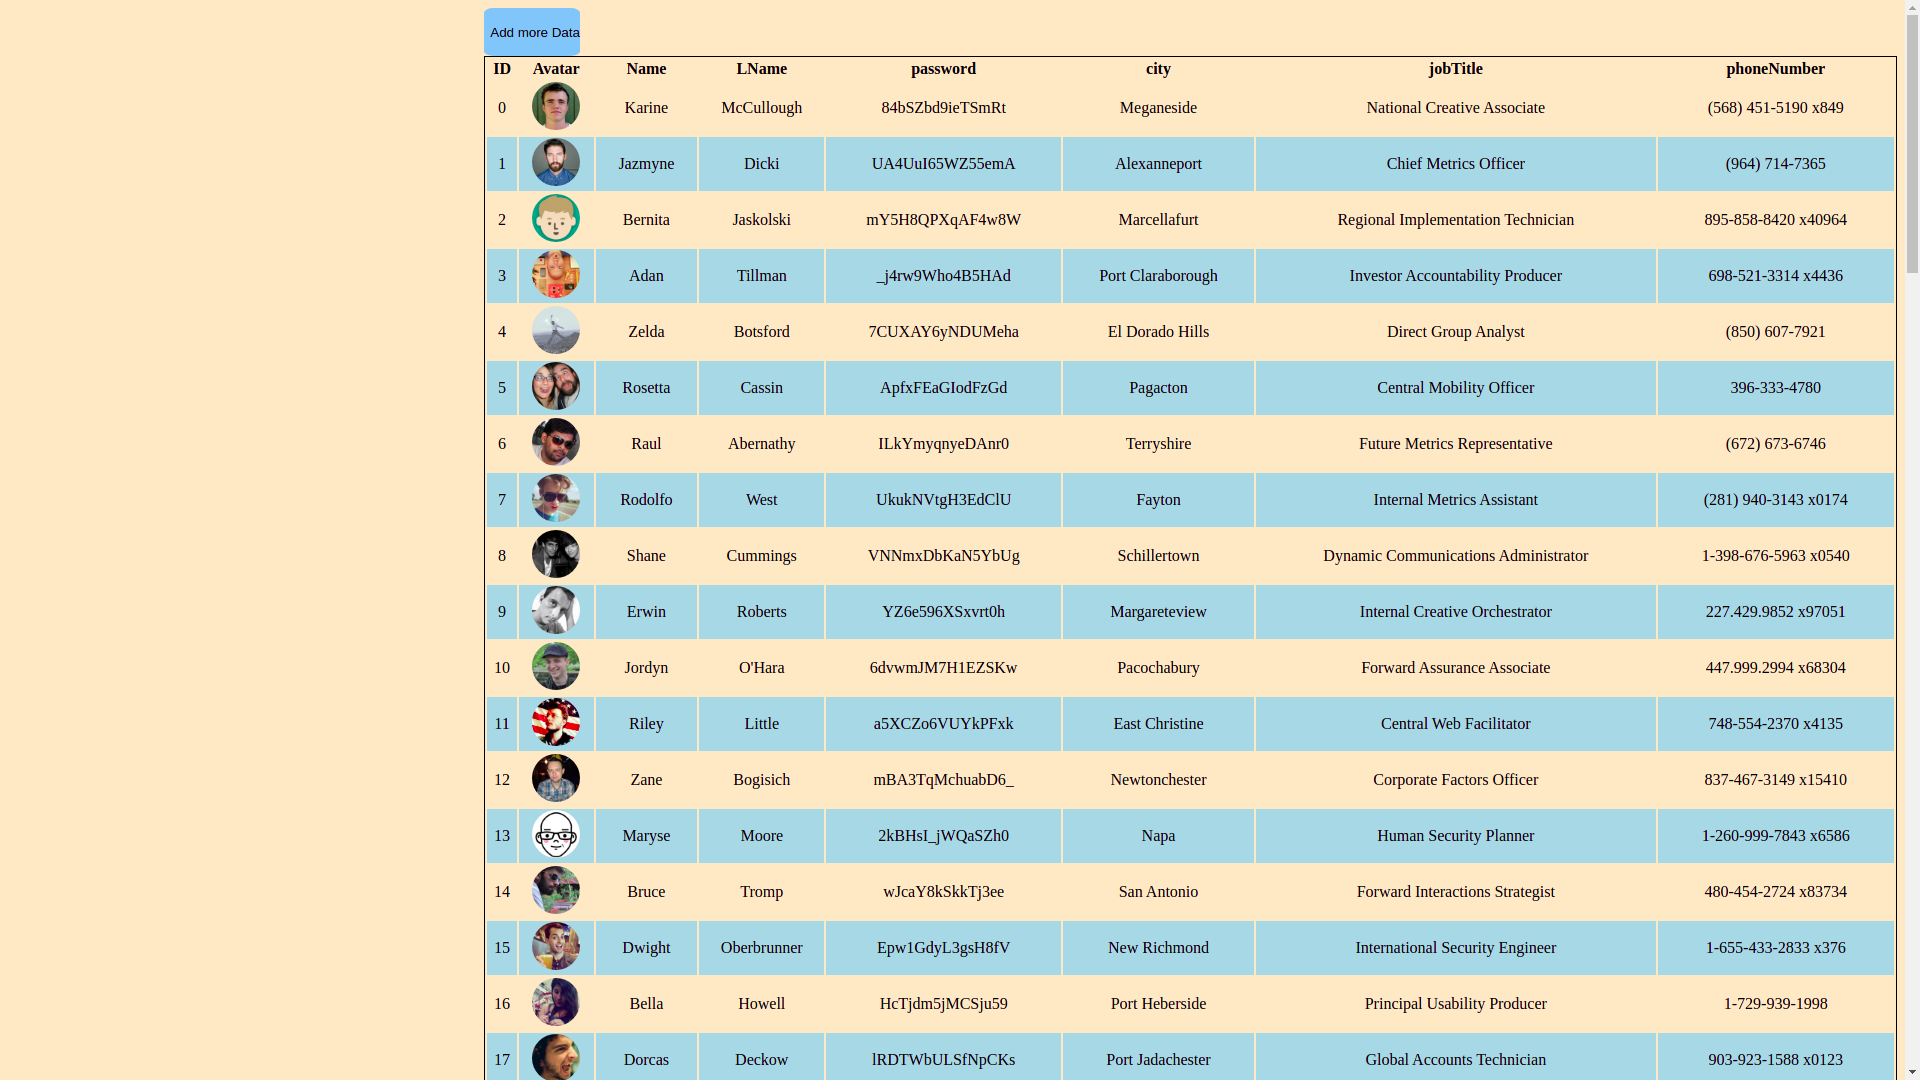 Add more Data
ID Avatar Name LName password city jobTitle phoneNumber
0 Karine McCullough 84bSZbd9ieTSmRt Meganeside National Creative Associate (568) 451-5190 x849
1 Jazmyne Dicki UA4UuI65WZ55emA Alexanneport Chief Metrics Officer (964) 714-7365
2 Bernita Jaskolski mY5H8QPXqAF4w8W Marcellafurt Regional Implementation Technician 895-858-8420 x40964
3 Adan Tillman _j4rw9Who4B5HAd Port Claraborough Investor Accountability Producer 698-521-3314 x4436
4 Zelda Botsford 7CUXAY6yNDUMeha El Dorado Hills Direct Group Analyst (850) 607-7921
5 Rosetta Cassin ApfxFEaGIodFzGd Pagacton Central Mobility Officer 396-333-4780
6 Raul Abernathy ILkYmyqnyeDAnr0 Terryshire Future Metrics Representative (672) 673-6746
7 Rodolfo West UkukNVtgH3EdClU Fayton Internal Metrics Assistant (281) 940-3143 x0174
8 Shane Cummings VNNmxDbKaN5YbUg Schillertown Dynamic Communications Administrator 1-398-676-5963 x0540
9 Erwin Roberts YZ6e596XSxvrt0h Margareteview Internal Creative Orchestrator 227.429.9852 x97051
10 Jordyn O'Hara 6dvwmJM7H1EZSKw Pacochabury Forward Assurance Associate 447.999.2994 x68304
11 Riley Little a5XCZo6VUYkPFxk East Christine Central Web Facilitator 748-554-2370 x4135
12 Zane Bogisich mBA3TqMchuabD6_ Newtonchester Corporate Factors Officer 837-467-3149 x15410
13 Maryse Moore 2kBHsI_jWQaSZh0 Napa Human Security Planner 1-260-999-7843 x6586
14 Bruce Tromp wJcaY8kSkkTj3ee San Antonio Forward Interactions Strategist 480-454-2724 x83734
15 Dwight Oberbrunner Epw1GdyL3gsH8fV New Richmond International Security Engineer 1-655-433-2833 x376
16 Bella Howell HcTjdm5jMCSju59 Port Heberside Principal Usability Producer 1-729-939-1998
17 Dorcas Deckow lRDTWbULSfNpCKs Port Jadachester Global Accounts Technician 903-923-1588 x0123